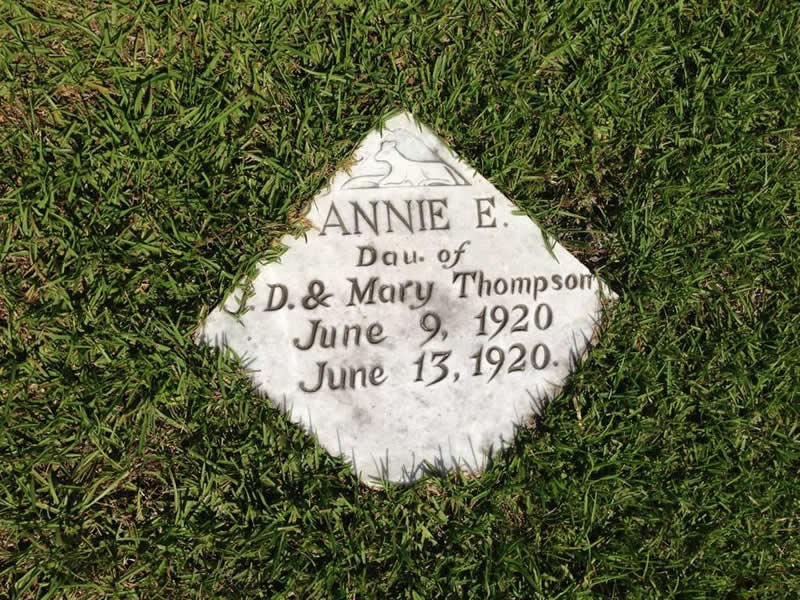 ANNIE E.
Dau. of
J. D. & Mary Thompson
June 9, 1920
June 13, 1920.